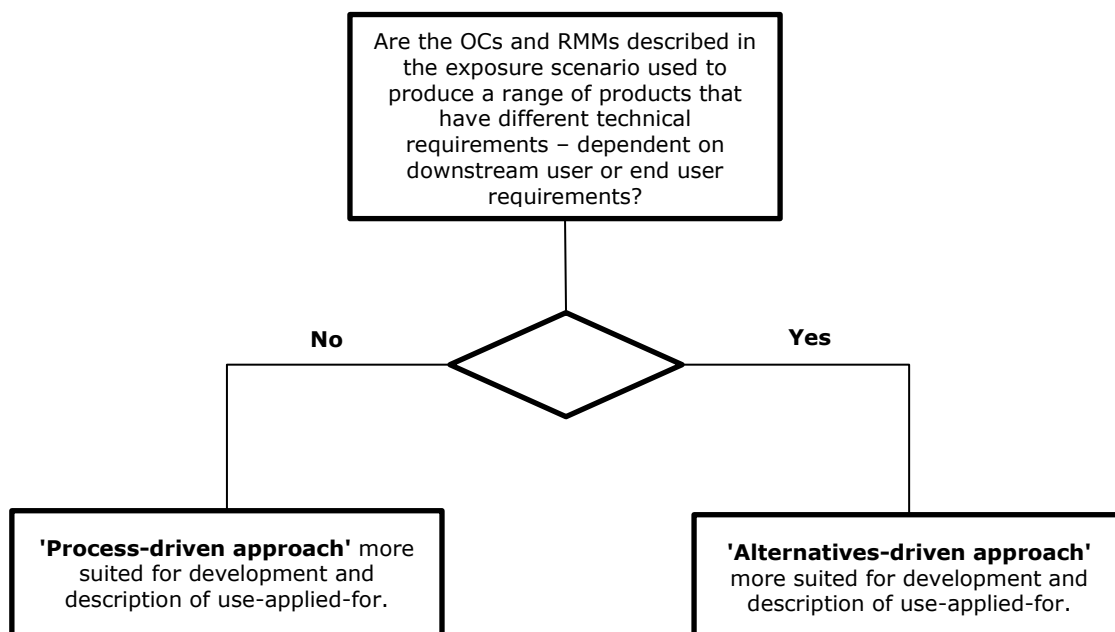 Are the OCs and RMMs described in
the exposure scenario used to
produce a range of products that
have different technical
requirements – dependent on
downstream user or end user
requirements?
No
Yes
'Process-driven approach' more
suited for development and
description of use-applied-for.
'Alternatives-driven approach'
more suited for development and
description of use-applied-for.